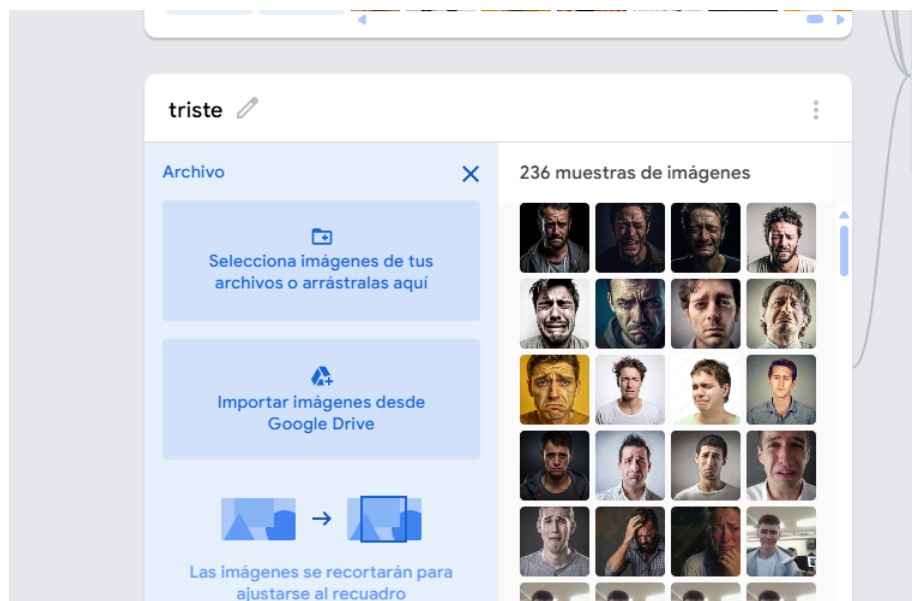 triste
Archivo
236 muestras de imágenes
Selecciona imágenes de tus
archivos o arrástralas aquí
Importar imágenes desde
Google Drive
Las imágenes se recortarán para
ajustarse al recuadro